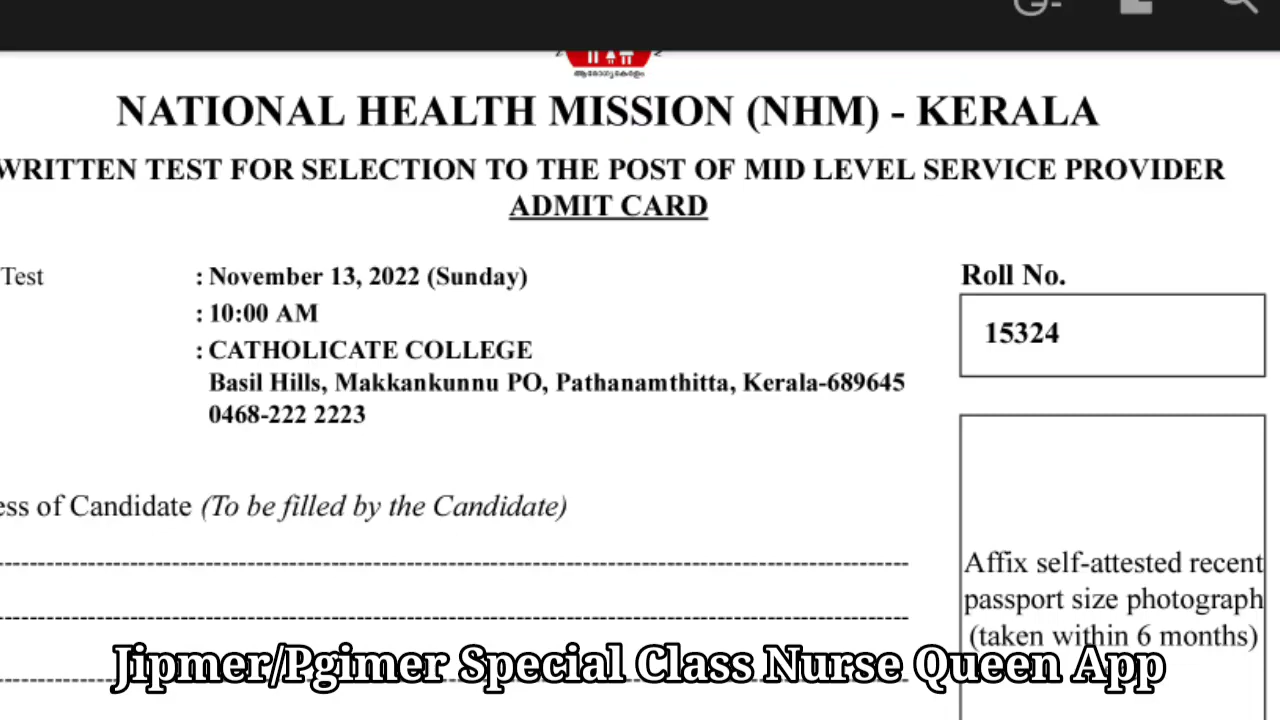 ആരോഗ്യകേരളം
NATIONAL HEALTH MISSION (NHM) - KERALA
WRITTEN TEST FOR SELECTION TO THE POST OF MID LEVEL SERVICE PROVIDER
ADMIT CARD
Test : November 13, 2022 (Sunday)
: 10:00 AM
: CATHOLICATE COLLEGE
Basil Hills, Makkankunnu PO, Pathanamthitta, Kerala-689645
0468-222 2223
Roll No.
15324
ess of Candidate (To be filled by the Candidate)
Affix self-attested recent
passport size photograph
(taken within 6 months)
Jipmer/Pgimer Special Class Nurse Queen App